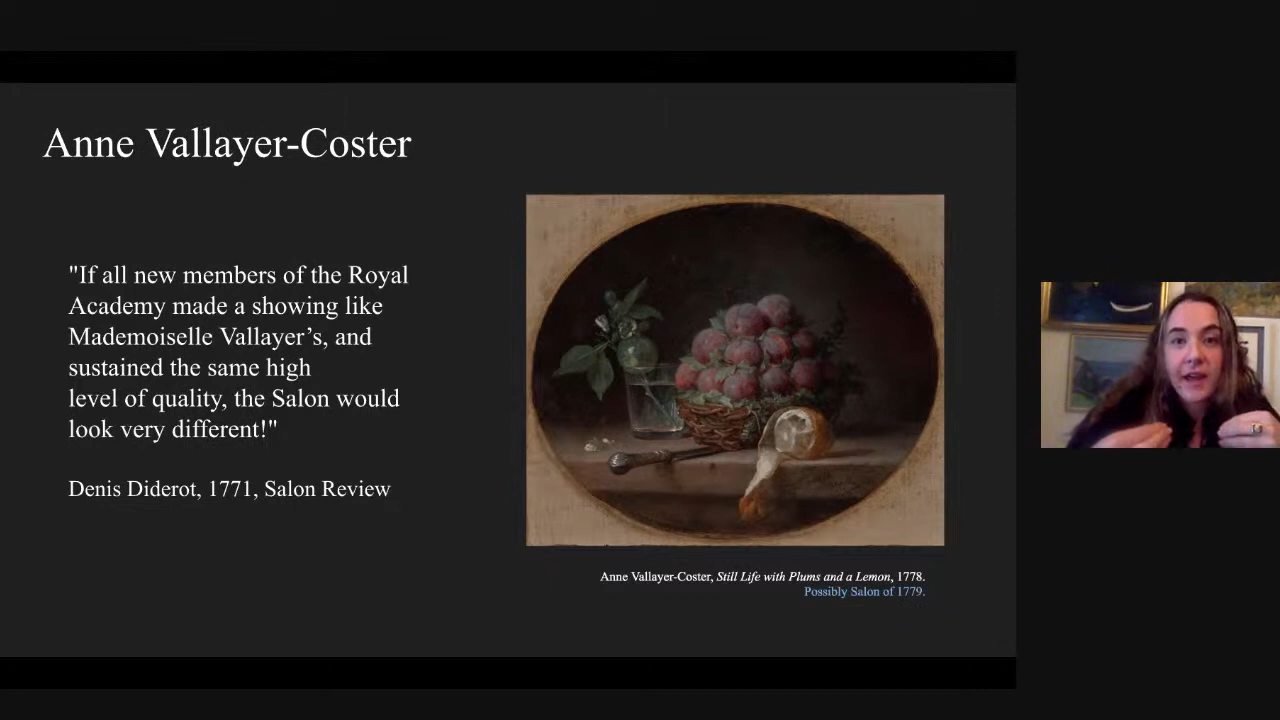 Anne Vallayer-Coster
"If all new members of the Royal
Academy made a showing like
Mademoiselle Vallayer’s, and
sustained the same high
level of quality, the Salon would
look very different!"
Denis Diderot, 1771, Salon Review
Anne Vallayer-Coster, Still Life with Plums and a Lemon, 1778.
Possibly Salon of 1779.